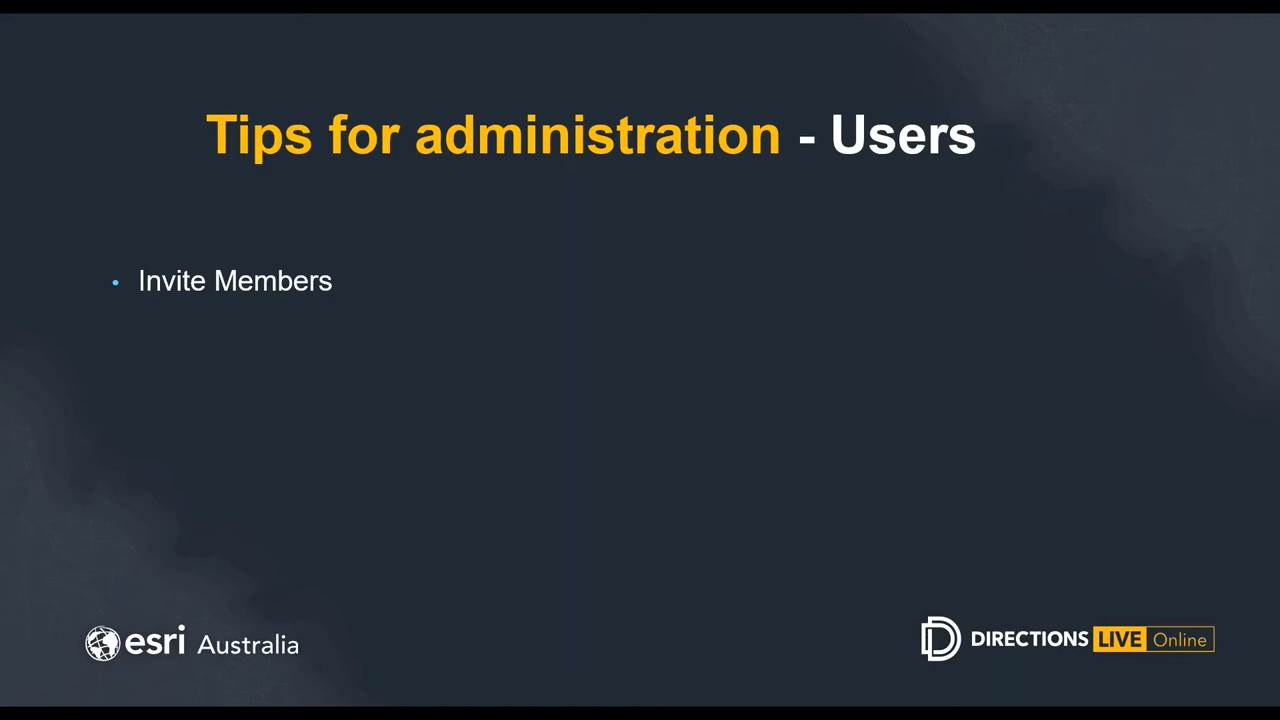 Tips for administration - Users
• Invite Members
esri Australia
DIRECTIONS LIVE Online